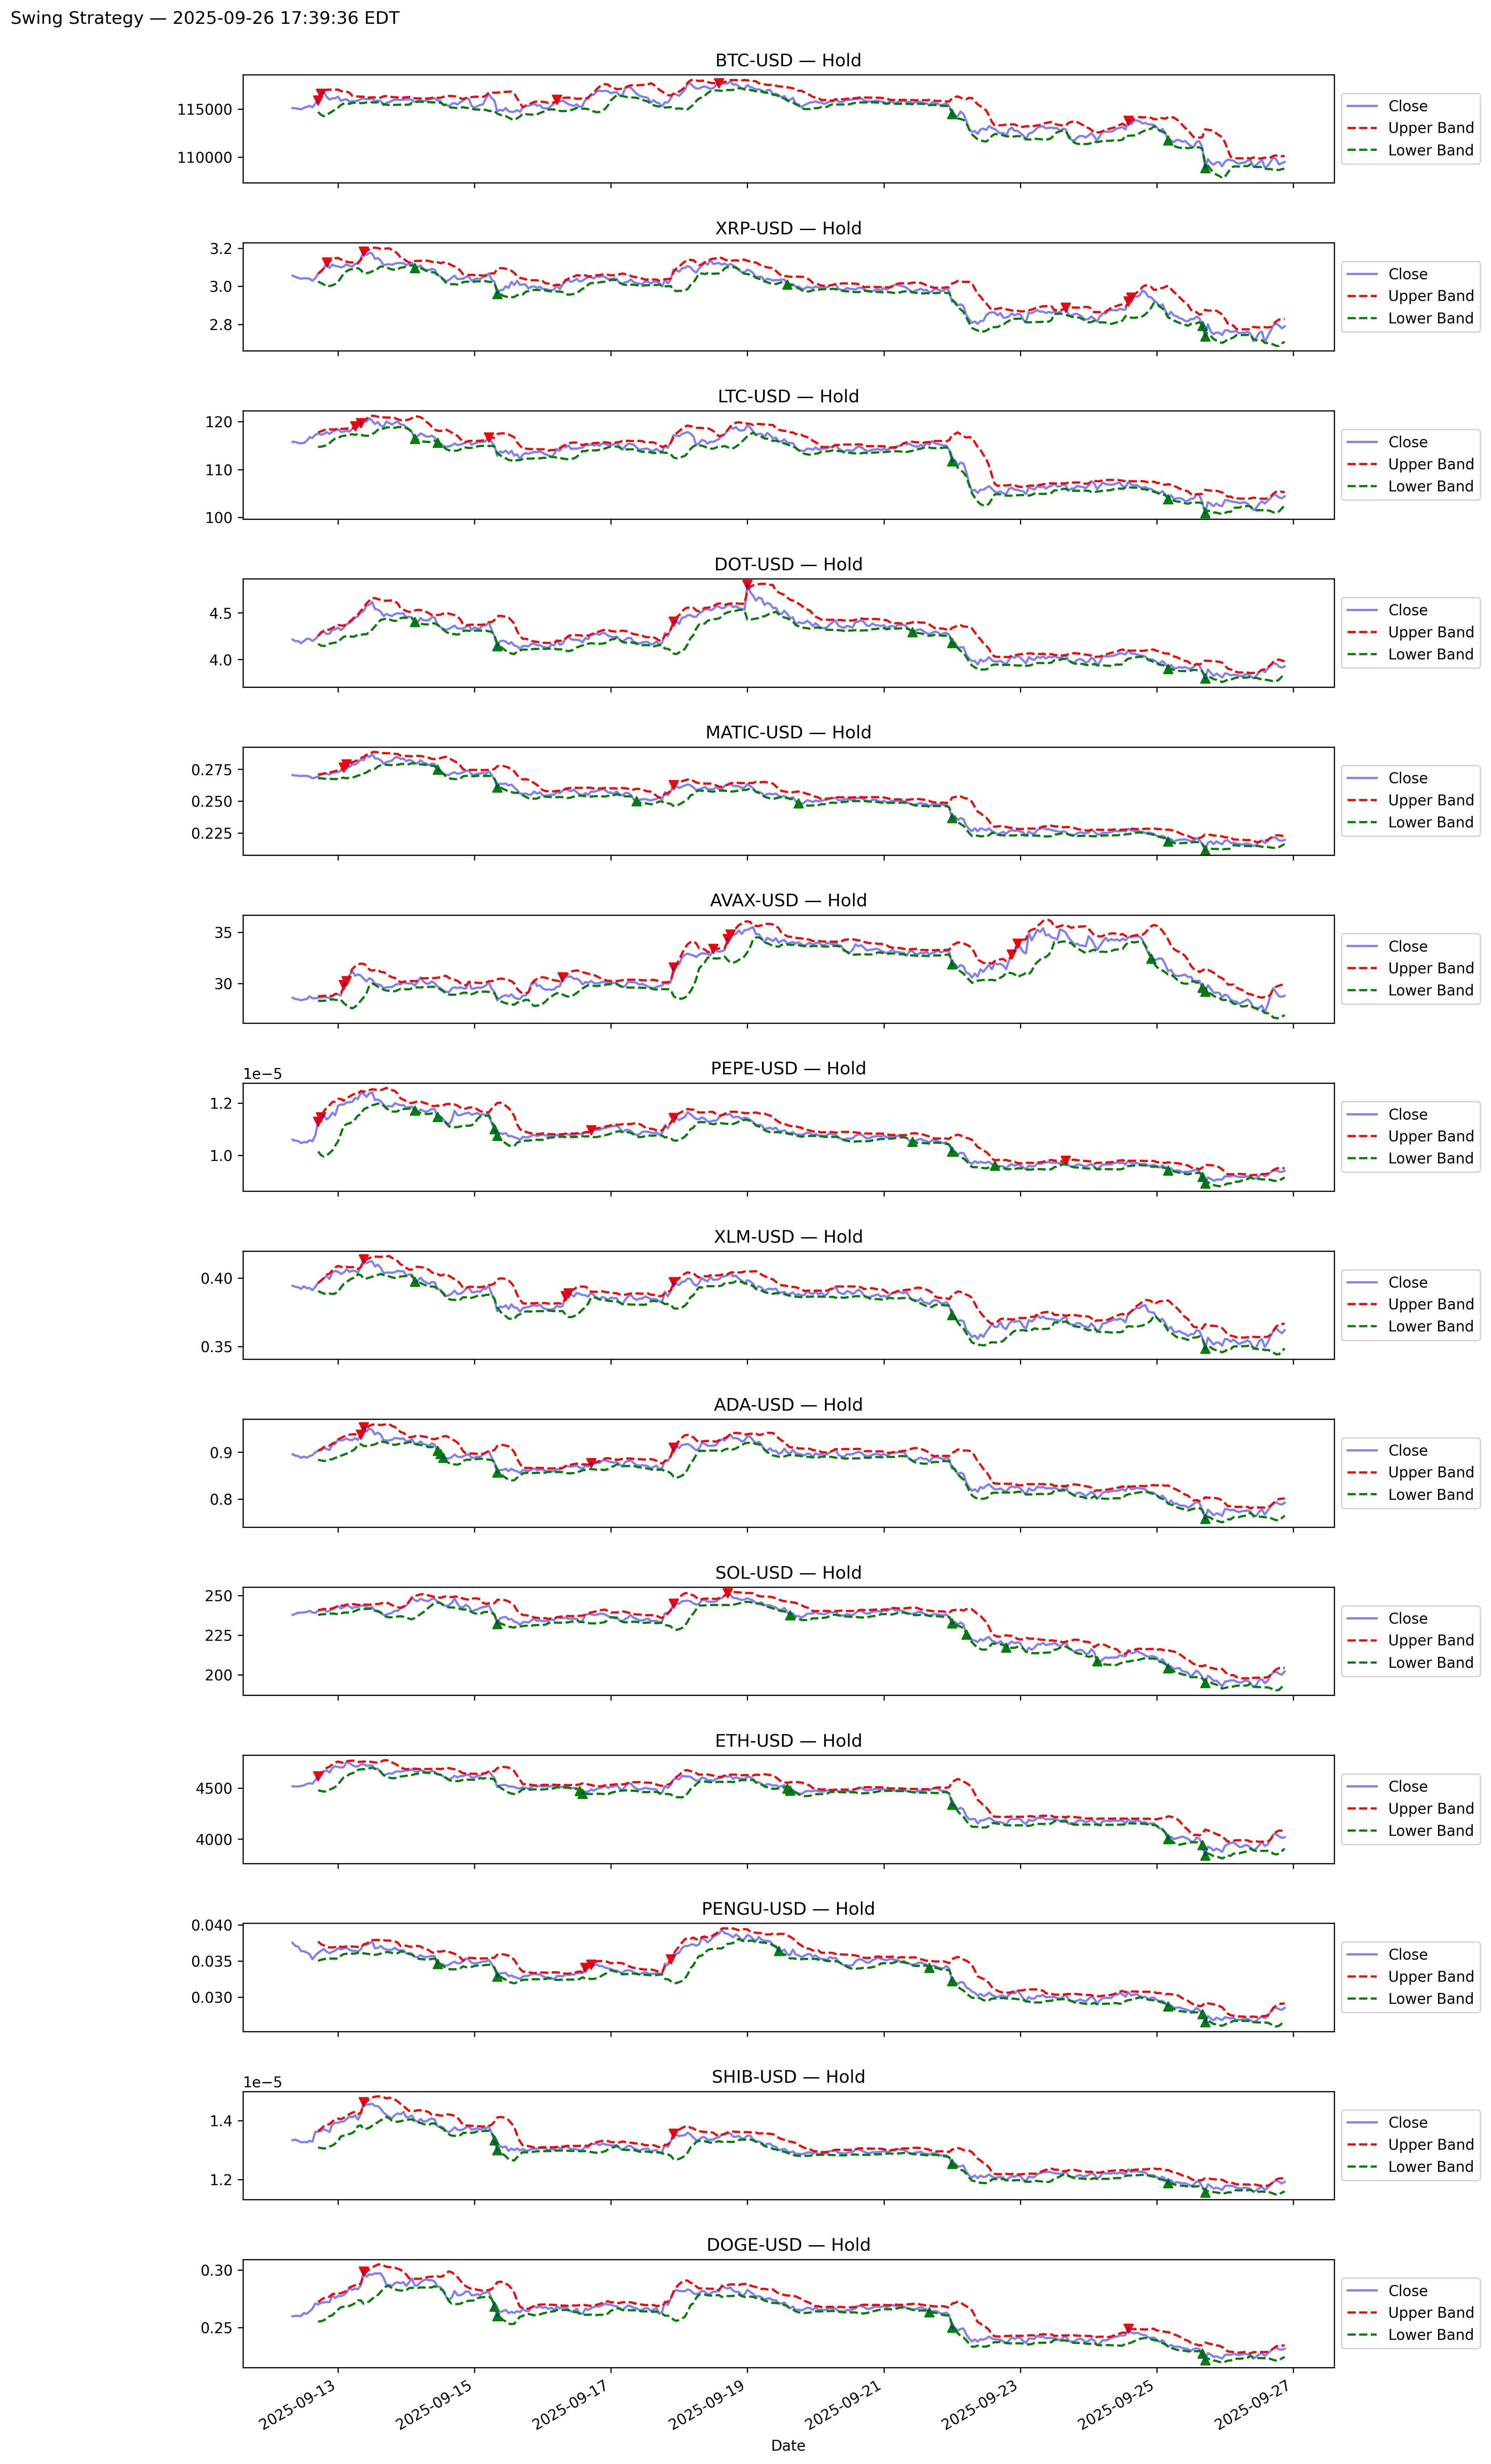 Swing Strategy — 2025-09-26 17:39:36 EDT
BTC-USD — Hold
115000
110000
Close
Upper Band
Lower Band
XRP-USD — Hold
3.2
3.0
2.8
Close
Upper Band
Lower Band
LTC-USD — Hold
120
110
100
Close
Upper Band
Lower Band
DOT-USD — Hold
4.5
4.0
Close
Upper Band
Lower Band
MATIC-USD — Hold
0.275
0.250
0.225
Close
Upper Band
Lower Band
AVAX-USD — Hold
35
30
Close
Upper Band
Lower Band
PEPE-USD — Hold
1e−5
1.2
1.0
Close
Upper Band
Lower Band
XLM-USD — Hold
0.40
0.35
Close
Upper Band
Lower Band
ADA-USD — Hold
0.9
0.8
Close
Upper Band
Lower Band
SOL-USD — Hold
250
225
200
Close
Upper Band
Lower Band
ETH-USD — Hold
4500
4000
Close
Upper Band
Lower Band
PENGU-USD — Hold
0.040
0.035
0.030
Close
Upper Band
Lower Band
SHIB-USD — Hold
1e−5
1.4
1.2
Close
Upper Band
Lower Band
DOGE-USD — Hold
0.30
0.25
Close
Upper Band
Lower Band
2025-09-13
2025-09-15
2025-09-17
2025-09-19
2025-09-21
2025-09-23
2025-09-25
2025-09-27
Date